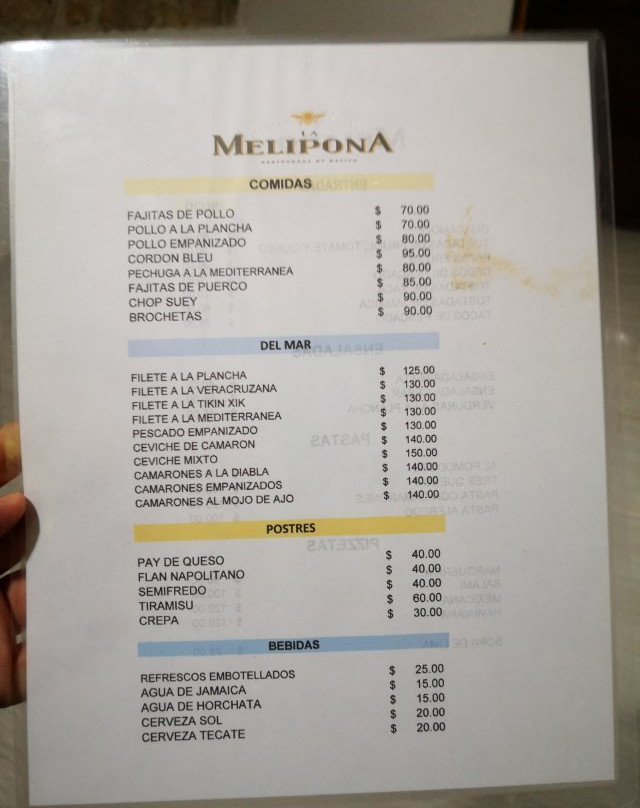 LA
MELIPONA
COMIDAS
FAJITAS DE POLLO $ 70.00
POLLO A LA PLANCHA $ 70.00
POLLO EMPANIZADO $ 80.00
CORDON BLEU $ 95.00
PECHUGA A LA MEDITERRANEA $ 80.00
FAJITAS DE PUERCO $ 85.00
CHOP SUEY $ 90.00
BROCHETAS $ 90.00
DEL MAR
FILETE A LA PLANCHA $ 125.00
FILETE A LA VERACRUZANA $ 130.00
FILETE A LA TIKIN XIK $ 130.00
FILETE A LA MEDITERRANEA $ 130.00
PESCADO EMPANIZADO $ 130.00
CEVICHE DE CAMARON $ 140.00
CEVICHE MIXTO $ 150.00
CAMARONES A LA DIABLA $ 140.00
CAMARONES EMPANIZADOS $ 140.00
CAMARONES AL MOJO DE AJO $ 140.00
POSTRES
PAY DE QUESO $ 40.00
FLAN NAPOLITANO $ 40.00
SEMIFREDO $ 40.00
TIRAMISU $ 60.00
CREPA $ 30.00
BEBIDAS
REFRESCOS EMBOTELLADOS $ 25.00
AGUA DE JAMAICA $ 15.00
AGUA DE HORCHATA $ 15.00
CERVEZA SOL $ 20.00
CERVEZA TECATE $ 20.00